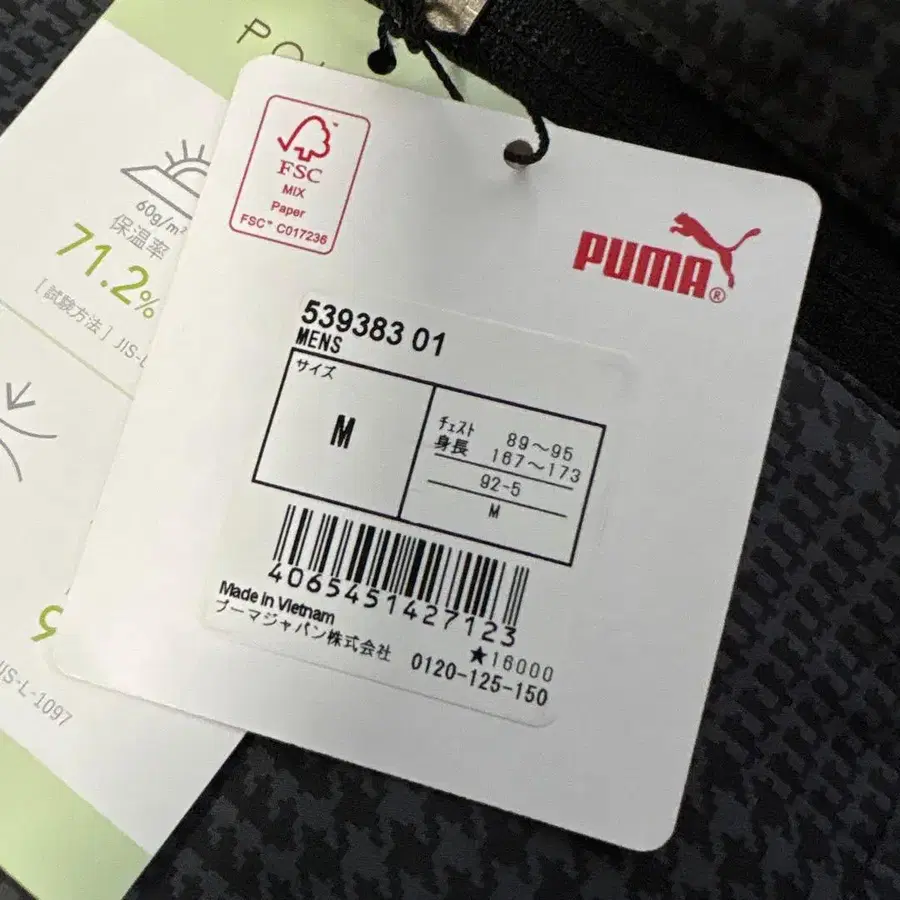 60g/m²
保温率
71.2%
[試験方法] JIS-L
JIS-L-1097
FSC™
MIX
Paper
FSC™ C017236
PUMA®
539383 01
MENS
サイズ
M
ﾁｪｽﾄ 89～95
身長 167～173
92-5
M
4065451427123
★16000
Made in Vietnam
プーマジャパン株式会社 0120-125-150